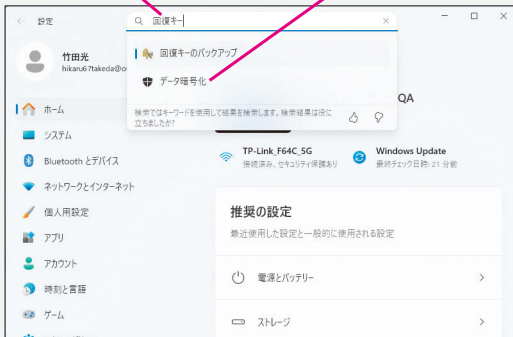 設定
回復キー
回復キーのバックアップ
データ暗号化
検索ではキーワードを使用して結果を検索します。検索結果は役に
立ちましたか?
竹田光
hikaru67takeda@o
QA
ホーム
システム
Bluetooth とデバイス
ネットワークとインターネット
個人用設定
アプリ
アカウント
時刻と言語
ゲーム
TP-Link_F64C_5G
接続済み、セキュリティ保護あり
Windows Update
最終チェック日時: 21 分前
推奨の設定
最近使用した設定と一般的に使用される設定
電源とバッテリー
ストレージ